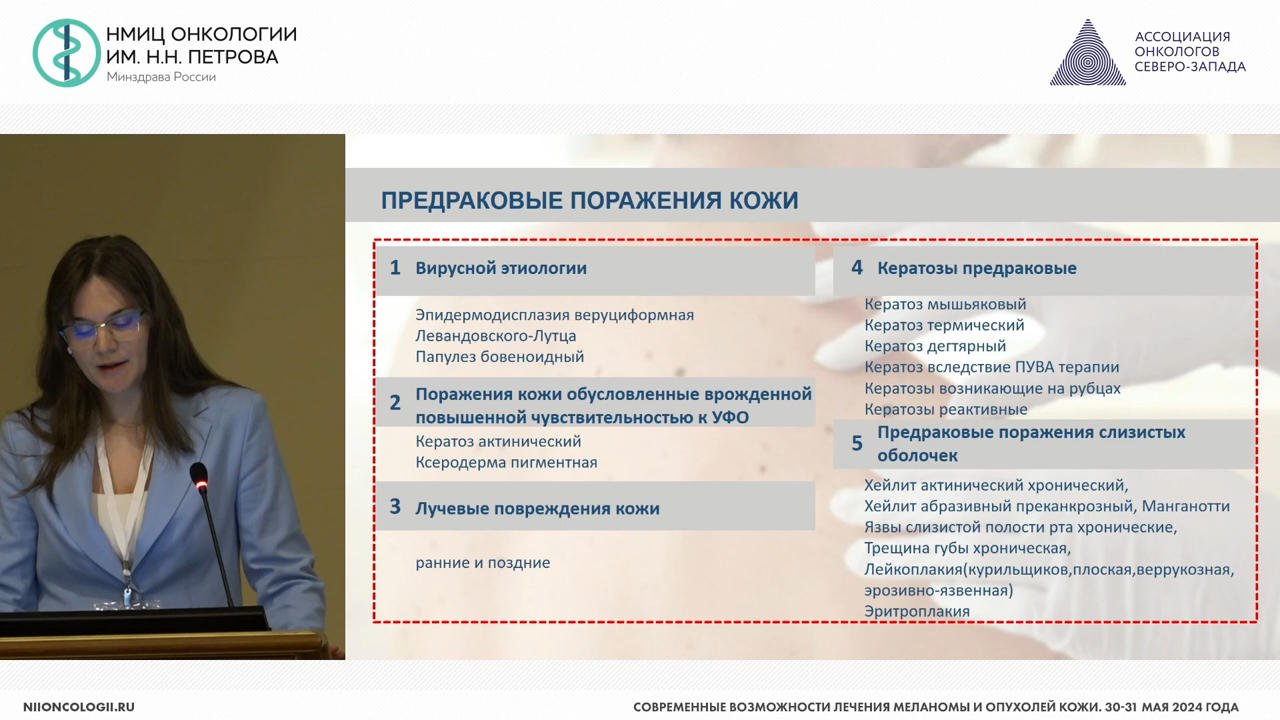 НМИЦ ОНКОЛОГИИ
ИМ. Н.Н. ПЕТРОВА
Минздрава России
АССОЦИАЦИЯ
ОНКОЛОГОВ
СЕВЕРО-ЗАПАДА
ПРЕДРАКОВЫЕ ПОРАЖЕНИЯ КОЖИ
1 Вирусной этиологии
Эпидермодисплазия веруциформная
Левандовского-Лутца
Папулез бовеноидный
2 Поражения кожи обусловленные врожденной
повышенной чувствительностью к УФО
Кератоз актинический
Ксеродерма пигментная
3 Лучевые повреждения кожи
ранние и поздние
4 Кератозы предраковые
Кератоз мышьяковый
Кератоз термический
Кератоз дегтярный
Кератоз вследствие ПУВА терапии
Кератозы возникающие на рубцах
Кератозы реактивные
5 Предраковые поражения слизистых
оболочек
Хейлит актинический хронический,
Хейлит абразивный преканкрозный, Манганотти
Язвы слизистой полости рта хронические,
Трещина губы хроническая,
Лейкоплакия(курильщиков,плоская,веррукозная,
эрозивно-язвенная)
Эритроплакия
NIIONCOLOGII.RU
СОВРЕМЕННЫЕ ВОЗМОЖНОСТИ ЛЕЧЕНИЯ МЕЛАНОМЫ И ОПУХОЛЕЙ КОЖИ. 30-31 МАЯ 2024 ГОДА